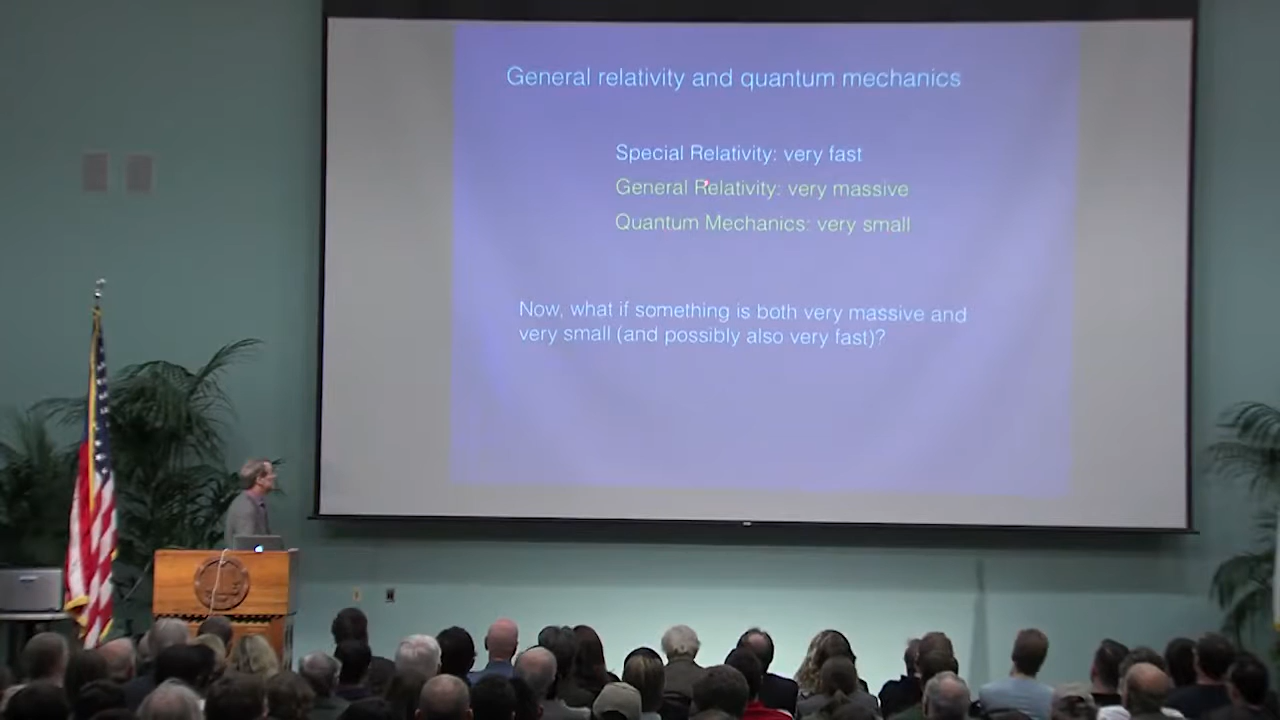 General relativity and quantum mechanics
Special Relativity: very fast
General Relativity: very massive
Quantum Mechanics: very small
Now, what if something is both very massive and
very small (and possibly also very fast)?